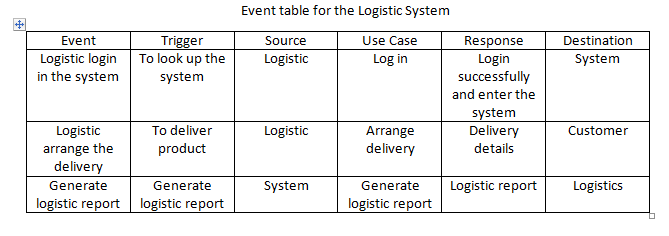 Event table for the Logistic System
Event Trigger Source Use Case Response Destination
Logistic login in the system To look up the system Logistic Log in Login successfully and enter the system System
Logistic arrange the delivery To deliver product Logistic Arrange delivery Delivery details Customer
Generate logistic report Generate logistic report System Generate logistic report Logistic report Logistics